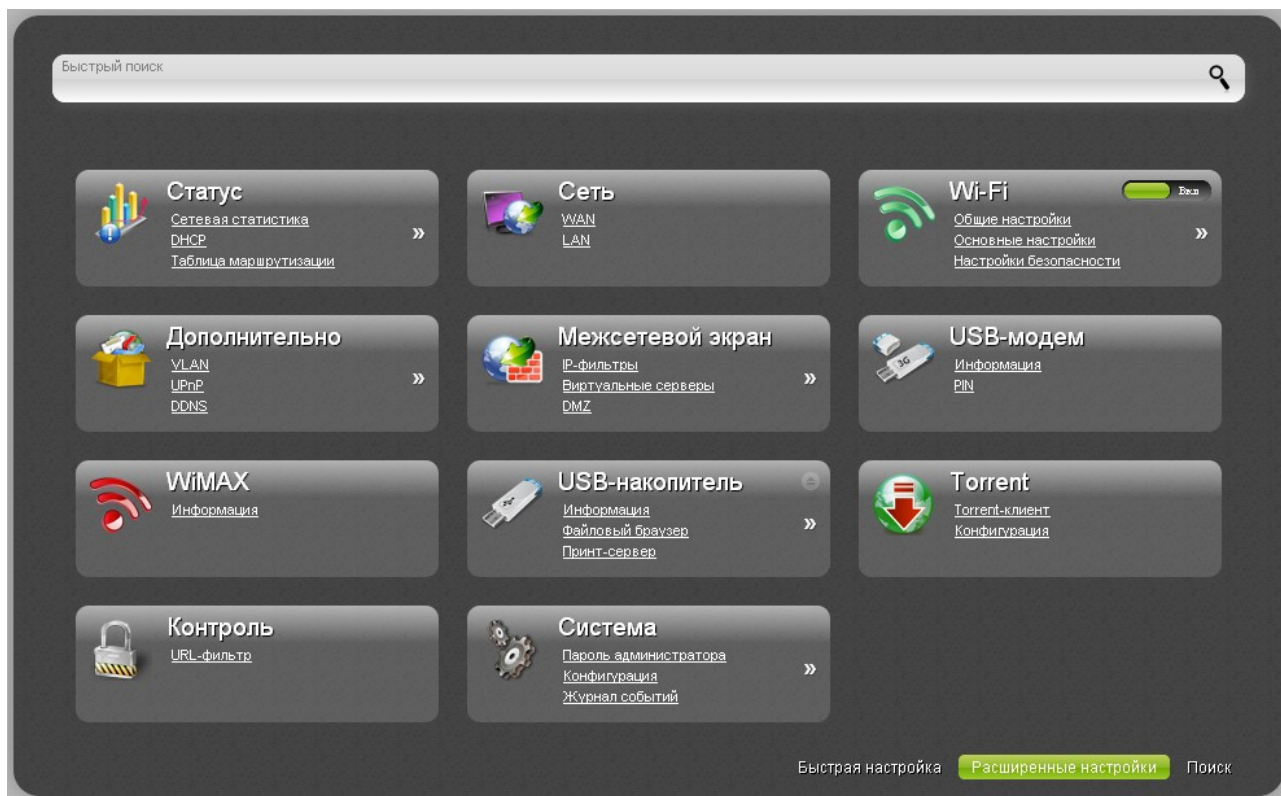 Быстрый поиск
Статус
Сетевая статистика
DHCP
Таблица маршрутизации
»
Сеть
WAN
LAN
Wi-Fi
Вкл
Общие настройки
Основные настройки
Настройки безопасности
»
Дополнительно
VLAN
UPnP
DDNS
»
Межсетевой экран
IP-фильтры
Виртуальные серверы
DMZ
»
3G
USB-модем
Информация
PIN
WiMAX
Информация
USB-накопитель
Информация
Файловый браузер
Принт-сервер
»
Torrent
Torrent-клиент
Конфигурация
Контроль
URL-фильтр
Система
Пароль администратора
Конфигурация
Журнал событий
»
Быстрая настройка Расширенные настройки Поиск